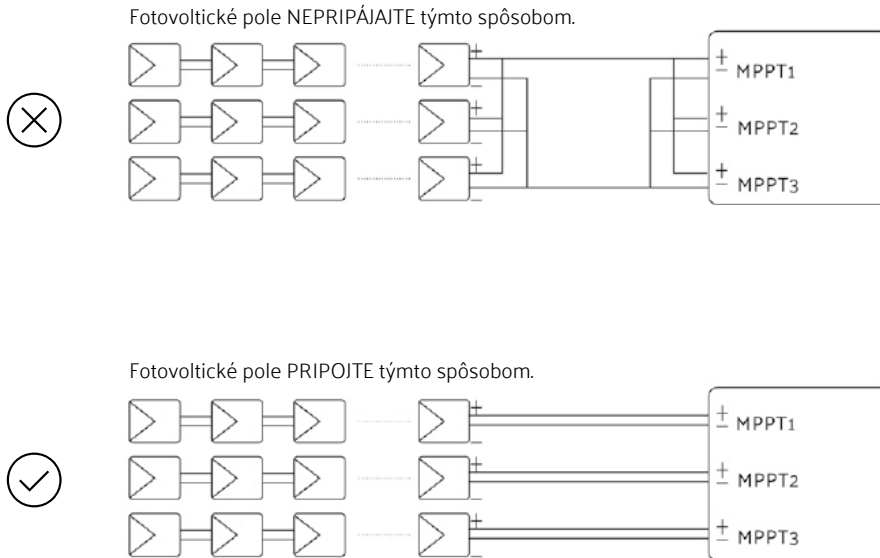 Fotovoltické pole NEPRIPÁJAJTE týmto spôsobom.
+
−
+
−
+
−
+
− MPPT1
+
− MPPT2
+
− MPPT3
Fotovoltické pole PRIPOJTE týmto spôsobom.
+
−
+
−
+
−
+
− MPPT1
+
− MPPT2
+
− MPPT3